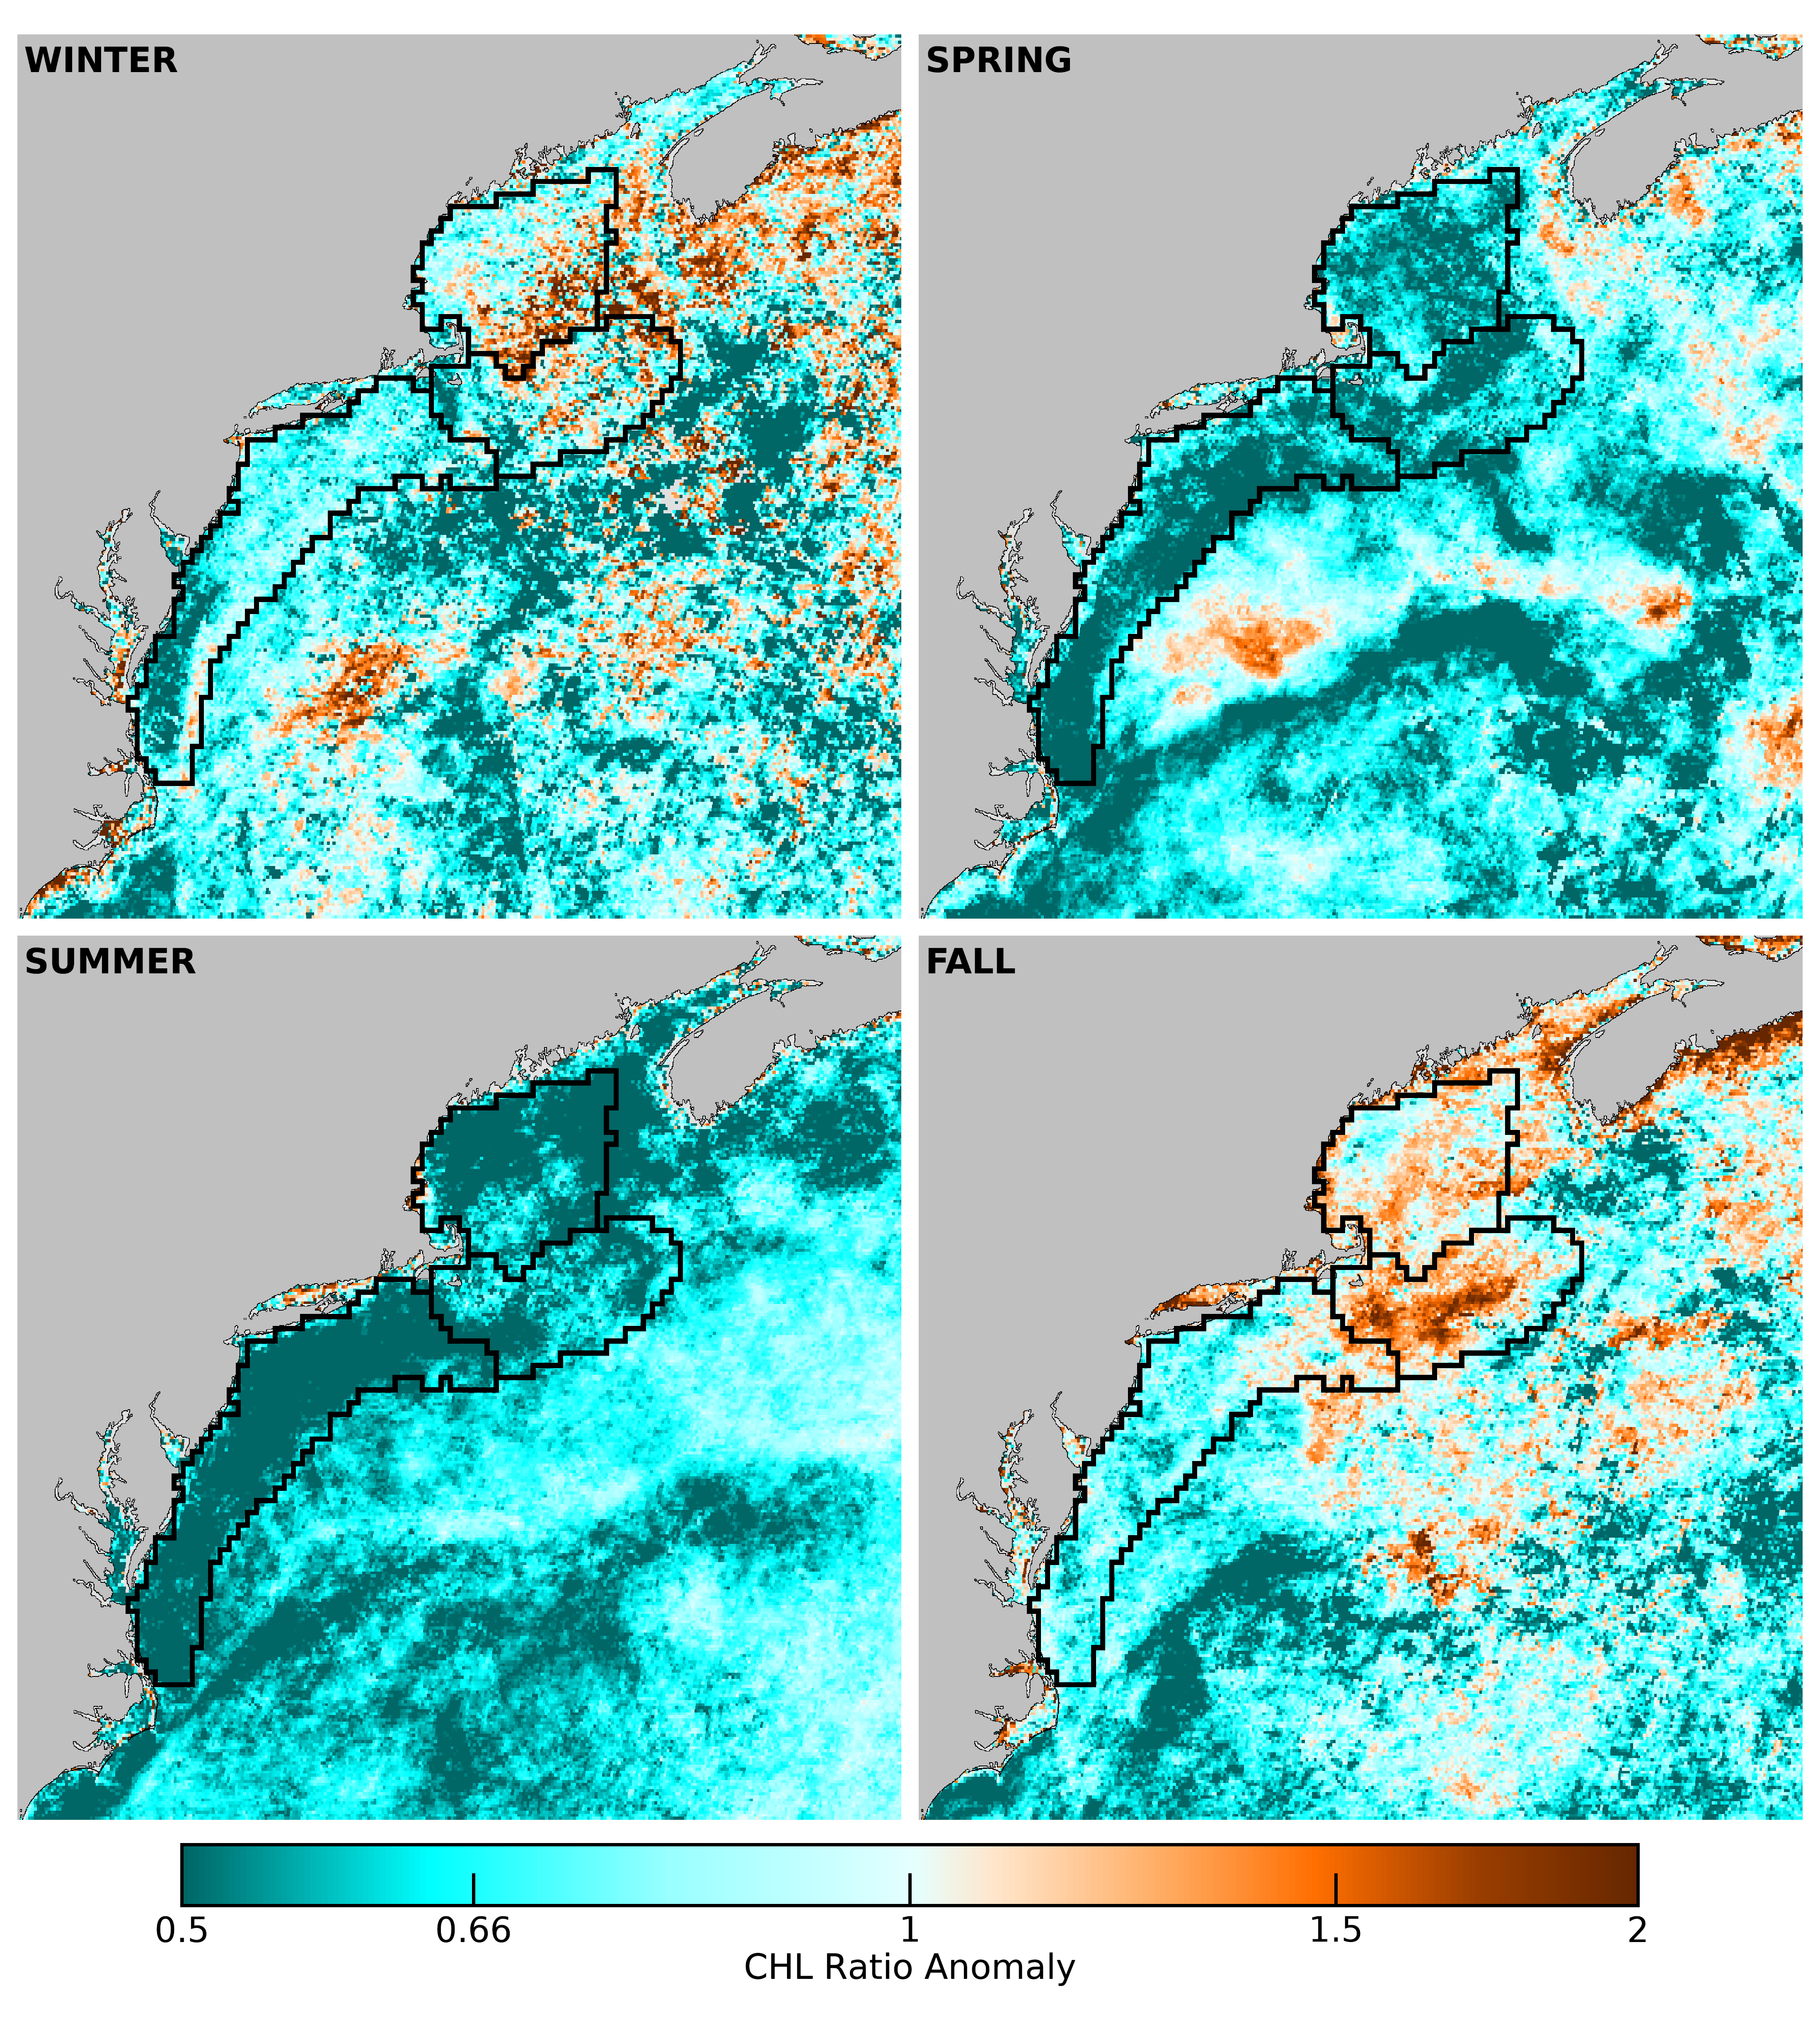 WINTER
SPRING
SUMMER
FALL
0.5 0.66 1 1.5 2
CHL Ratio Anomaly